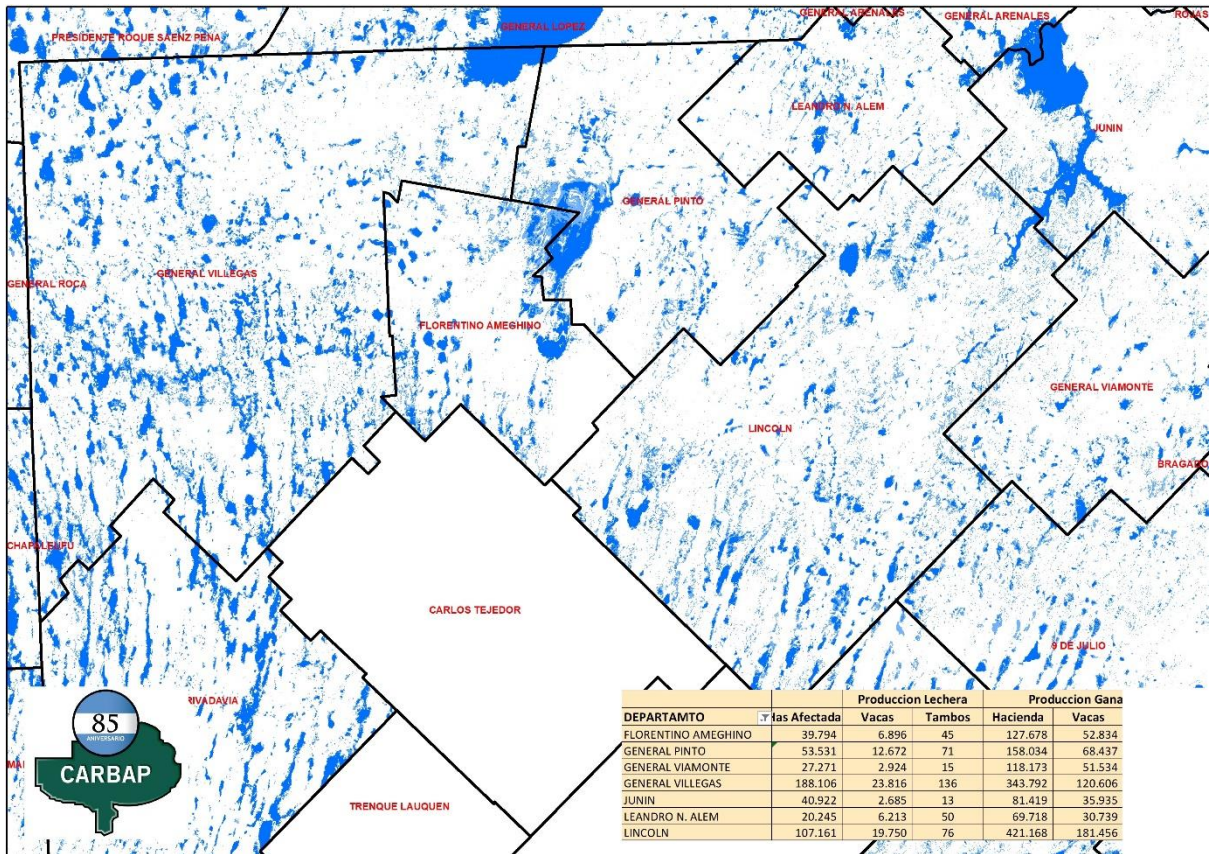 GENERAL LOPEZ
GENERAL ARENALES
GENERAL ARENALES
ROJAS
PRESIDENTE ROQUE SAENZ PEÑA
LEANDRO N. ALEM
JUNIN
GENERAL PINTO
GENERAL VILLEGAS
GENERAL ROCA
FLORENTINO AMEGHINO
GENERAL VIAMONTE
LINCOLN
BRAGADO
CHAPALEUFU
CARLOS TEJEDOR
9 DE JULIO
RIVADAVIA
85
ANIVERSARIO
CARBAP
TRENQUE LAUQUEN
Produccion Lechera Produccion Gana
DEPARTAMTO Has Afectada Vacas Tambos Hacienda Vacas
FLORENTINO AMEGHINO 39.794 6.896 45 127.678 52.834
GENERAL PINTO 53.531 12.672 71 158.034 68.437
GENERAL VIAMONTE 27.271 2.924 15 118.173 51.534
GENERAL VILLEGAS 188.106 23.816 136 343.792 120.606
JUNIN 40.922 2.685 13 81.419 35.935
LEANDRO N. ALEM 20.245 6.213 50 69.718 30.739
LINCOLN 107.161 19.750 76 421.168 181.456